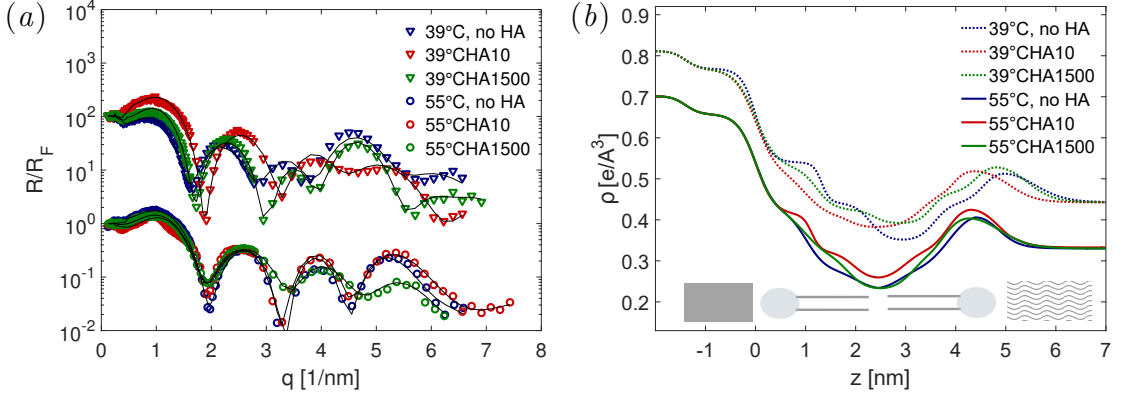 (a)
R/R_F
10^4
10^3
10^2
10^1
10^0
10^-1
10^-2
0 1 2 3 4 5 6 7 8
q [1/nm]
39°C, no HA
39°CHA10
39°CHA1500
55°C, no HA
55°CHA10
55°CHA1500
(b)
ρ [e/Å^3]
0.9
0.8
0.7
0.6
0.5
0.4
0.3
0.2
-1 0 1 2 3 4 5 6 7
z [nm]
39°C, no HA
39°CHA10
39°CHA1500
55°C, no HA
55°CHA10
55°CHA1500